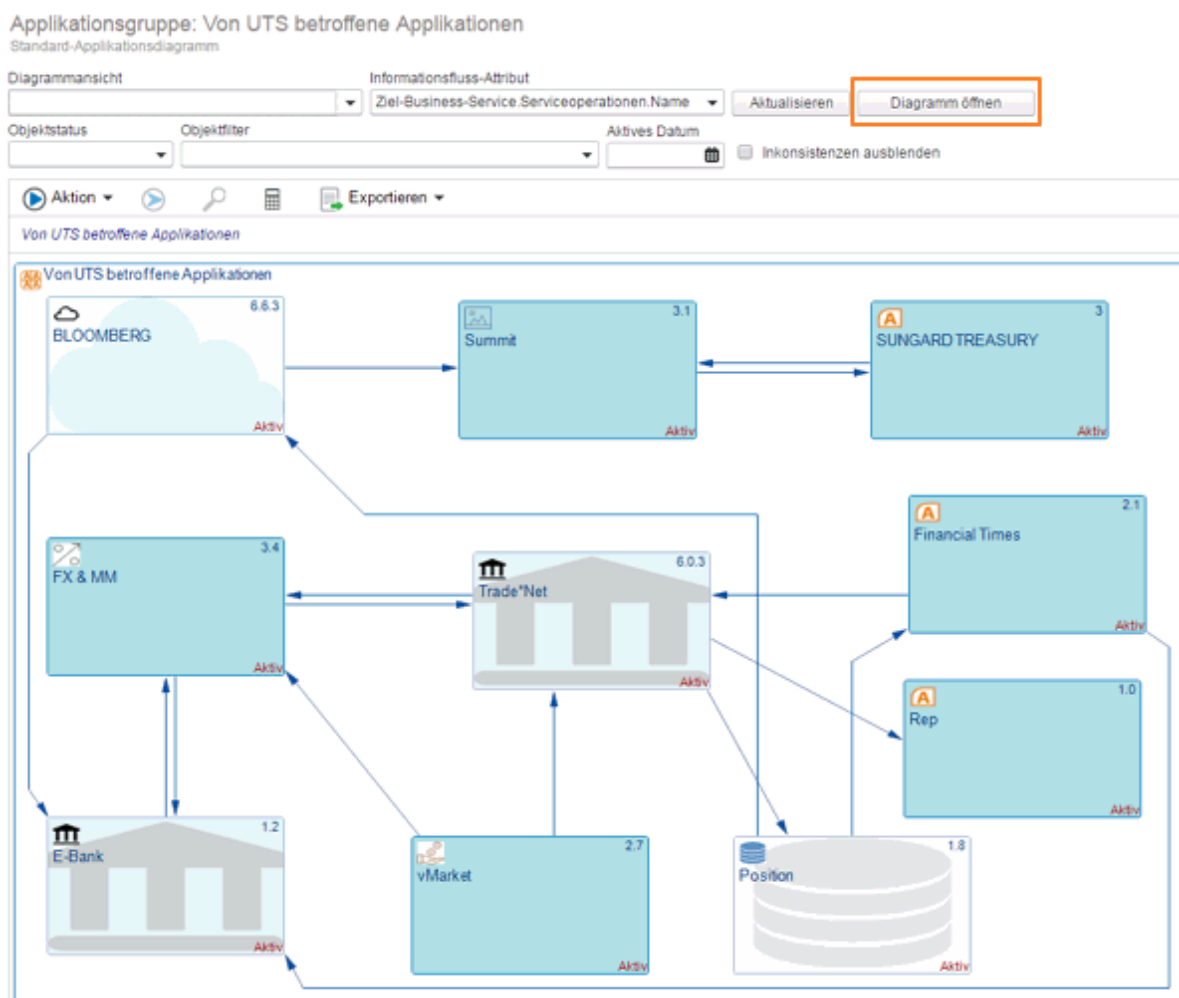 Applikationsgruppe: Von UTS betroffene Applikationen
Standard-Applikationsdiagramm
Diagrammansicht Informationsfluss-Attribut
Ziel-Business-Service.Serviceoperationen.Name Aktualisieren Diagramm öffnen
Objektstatus Objektfilter Aktives Datum
Inkonsistenzen ausblenden
Aktion Exportieren
Von UTS betroffene Applikationen
Von UTS betroffene Applikationen
6.6.3
BLOOMBERG
Aktiv
3.1
Summit
Aktiv
3
SUNGARD TREASURY
Aktiv
2.1
Financial Times
Aktiv
3.4
FX & MM
Aktiv
6.0.3
Trade*Net
Aktiv
1.0
Rep
Aktiv
1.2
E-Bank
Aktiv
2.7
vMarket
Aktiv
1.8
Position
Aktiv